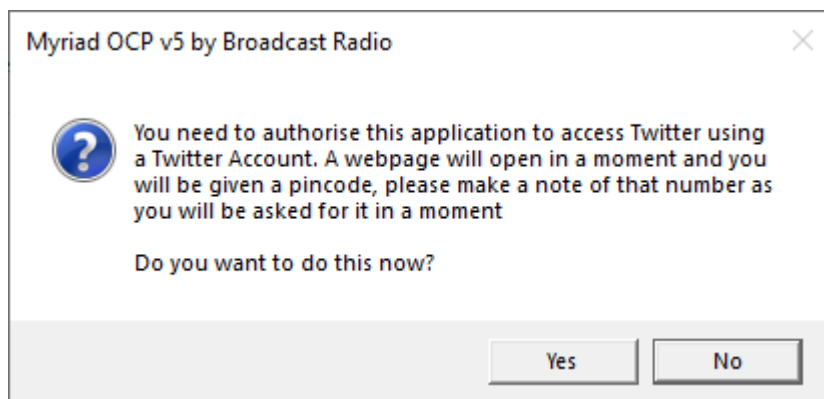 Myriad OCP v5 by Broadcast Radio
You need to authorise this application to access Twitter using
a Twitter Account. A webpage will open in a moment and you
will be given a pincode, please make a note of that number as
you will be asked for it in a moment
Do you want to do this now?
Yes
No